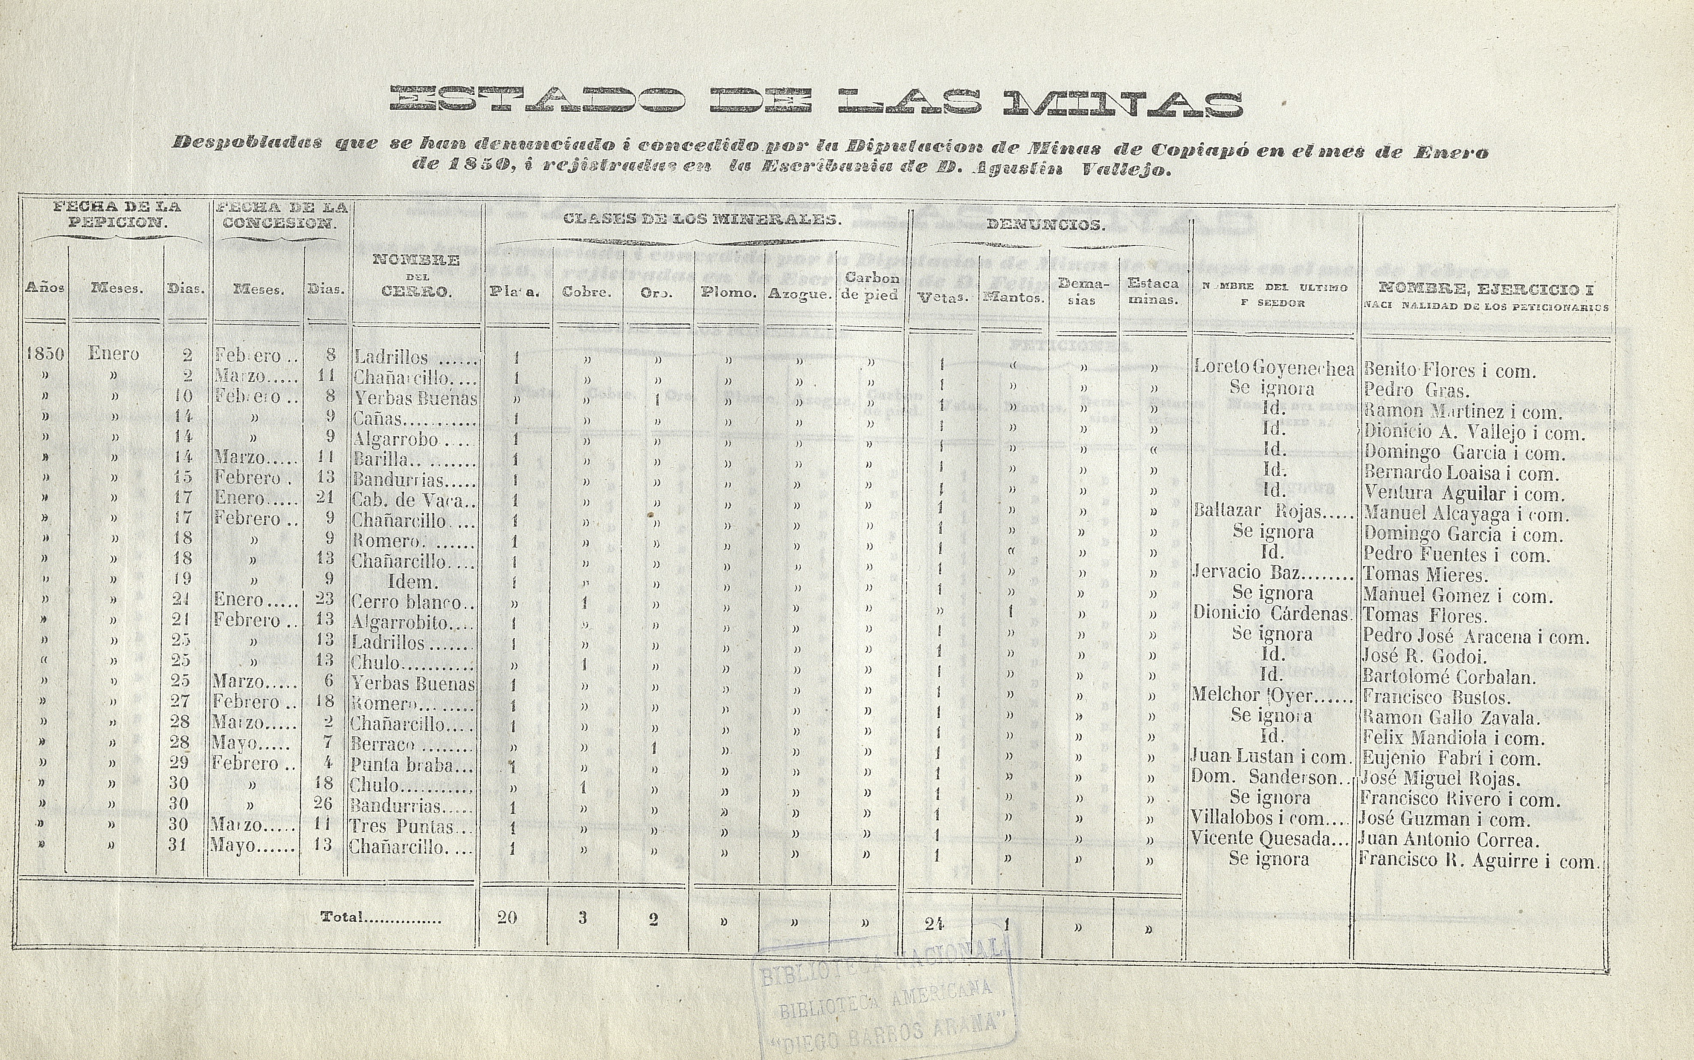 ESTADO DE LAS MINAS
Despobladas que se han denunciado i concedido por la Diputacion de Minas de Copiapó en el mes de Enero
de 1850, i rejistradas en la Escribania de D. Agustin Vallejo.
FECHA DE LA PEPICION. FECHA DE LA CONCESION. NOMBRE DEL CERRO. CLASES DE LOS MINERALES. DENUNCIOS. N MBRE DEL ULTIMO P SEEDOR NOMBRE, EJERCICIO I NACI NALIDAD DE LOS PETICIONARIOS
Años Meses. Dias. Meses. Dias. Plata. Cobre. Oro. Plomo. Azogue. Carbon de pied Vetas. Mantos. Dema-sias Estaca minas.
1850 Enero 2 Febrero .. 8 Ladrillos ...... 1 » » » » » 1 « » » Loreto Goyenechea Benito Flores i com.
» » 2 Marzo..... 11 Chañarcillo.... 1 » » » » » 1 » » » Se ignora Pedro Gras.
» » 10 Febrero .. 8 Yerbas Buenas » » 1 » » » 1 » » » Id. Ramon Martinez i com.
» » 14 » 9 Cañas.......... 1 » » » » » 1 » » » Id. Dionicio A. Vallejo i com.
» » 14 » 9 Algarrobo .... 1 » » » » » 1 » » « Id. Domingo Garcia i com.
» » 14 Marzo..... 11 Barilla.. ....... 1 » » » » » 1 » » » Id. Bernardo Loaisa i com.
» » 15 Febrero . 13 Bandurrias..... 1 » » » » » 1 » » » Id. Ventura Aguilar i com.
» » 17 Enero..... 21 Cab. de Vaca.. 1 » » » » » 1 » » » Baltazar Rojas..... Manuel Alcayaga i com.
» » 17 Febrero .. 9 Chañarcillo.... 1 » » » » » 1 » » » Se ignora Domingo Garcia i com.
» » 18 » 9 Romero. ....... 1 » » » » » 1 « » » Id. Pedro Fuentes i com.
» » 18 » 13 Chañarcillo.... 1 » » » » » 1 » » » Jervacio Baz........ Tomas Mieres.
» » 19 » 9 Idem. 1 » » » » » 1 » » » Se ignora Manuel Gomez i com.
» » 21 Enero..... 23 Cerro blanco.. » 1 » » » » » 1 » » Dionicio Cárdenas. Tomas Flores.
» » 21 Febrero .. 13 Algarrobito.... 1 » » » » » 1 » » » Se ignora Pedro José Aracena i com.
» » 25 » 13 Ladrillos ....... 1 » » » » » 1 » » » Id. José R. Godoi.
« » 25 » 13 Chulo........... » 1 » » » » 1 » » » Id. Bartolomé Corbalan.
» » 25 Marzo..... 6 Yerbas Buenas 1 » » » » » 1 » » » Melchor Oyer...... Francisco Bustos.
» » 27 Febrero .. 18 Romero... ...... 1 » » » » » 1 » » » Se ignora Ramon Gallo Zavala.
» » 28 Marzo..... 2 Chañarcillo.... 1 » » » » » 1 » » » Id. Felix Mandiola i com.
» » 28 Mayo..... 7 Berraco ........ » » 1 » » » 1 » » » Juan Lustan i com. Eujenio Fabrí i com.
» » 29 Febrero .. 4 Punta braba... 1 » » » » » 1 » » » Dom. Sanderson.. José Miguel Rojas.
» » 30 » 18 Chulo........... » 1 » » » » 1 » » » Se ignora Francisco Rivero i com.
» » 30 » 26 Bandurrias..... 1 » » » » » 1 » » » Villalobos i com.... José Guzman i com.
» » 30 Marzo..... 11 Tres Puntas... 1 » » » » » 1 » » » Vicente Quesada... Juan Antonio Correa.
» » 31 Mayo...... 13 Chañarcillo. ... 1 » » » » » 1 » » » Se ignora Francisco R. Aguirre i com.
Total.............. 20 3 2 » » » 24 1 » »
BIBLIOTECA NACIONAL
BIBLIOTECA AMERICANA
"DIEGO BARROS ARANA"